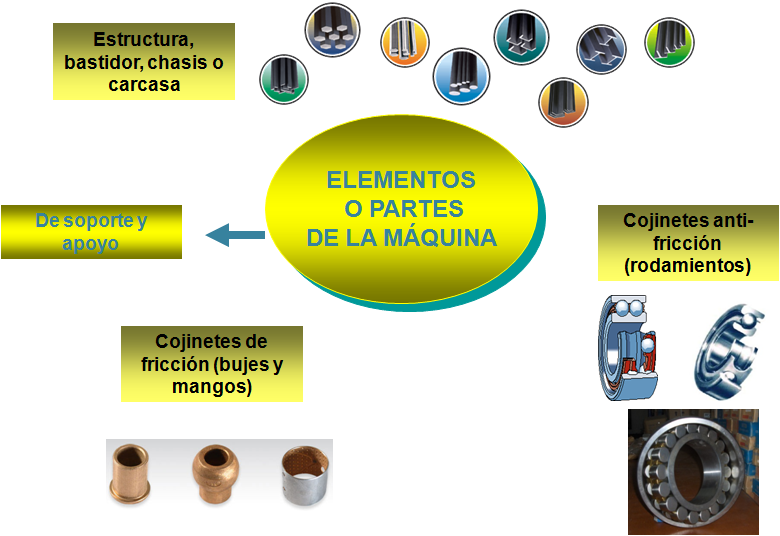 Estructura,
bastidor, chasis o
carcasa
ELEMENTOS
O PARTES
DE LA MÁQUINA
De soporte y
apoyo
Cojinetes anti-
fricción
(rodamientos)
Cojinetes de
fricción (bujes y
mangos)